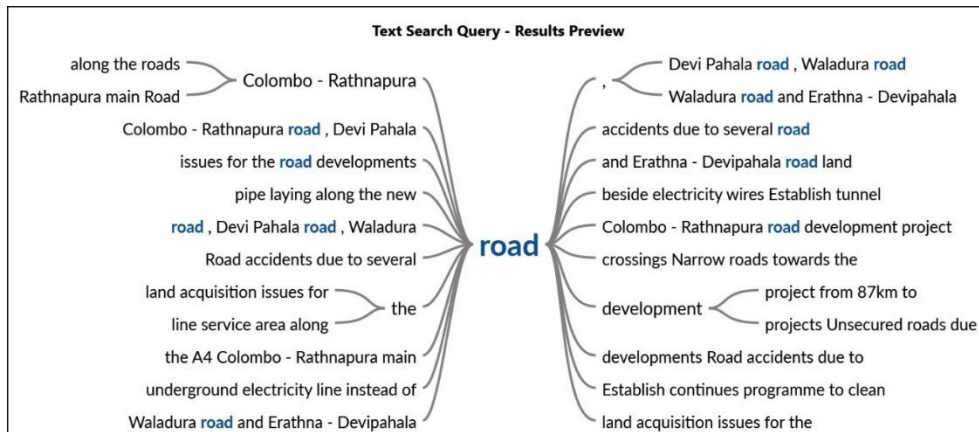 Text Search Query - Results Preview
along the roads
Rathnapura main Road
Colombo - Rathnapura
Colombo - Rathnapura road , Devi Pahala
issues for the road developments
pipe laying along the new
road , Devi Pahala road , Waladura
Road accidents due to several
land acquisition issues for
line service area along
the
the A4 Colombo - Rathnapura main
underground electricity line instead of
Waladura road and Erathna - Devipahala
road
,
Devi Pahala road , Waladura road
Waladura road and Erathna - Devipahala
accidents due to several road
and Erathna - Devipahala road land
beside electricity wires Establish tunnel
Colombo - Rathnapura road development project
crossings Narrow roads towards the
development
project from 87km to
projects Unsecured roads due
developments Road accidents due to
Establish continues programme to clean
land acquisition issues for the